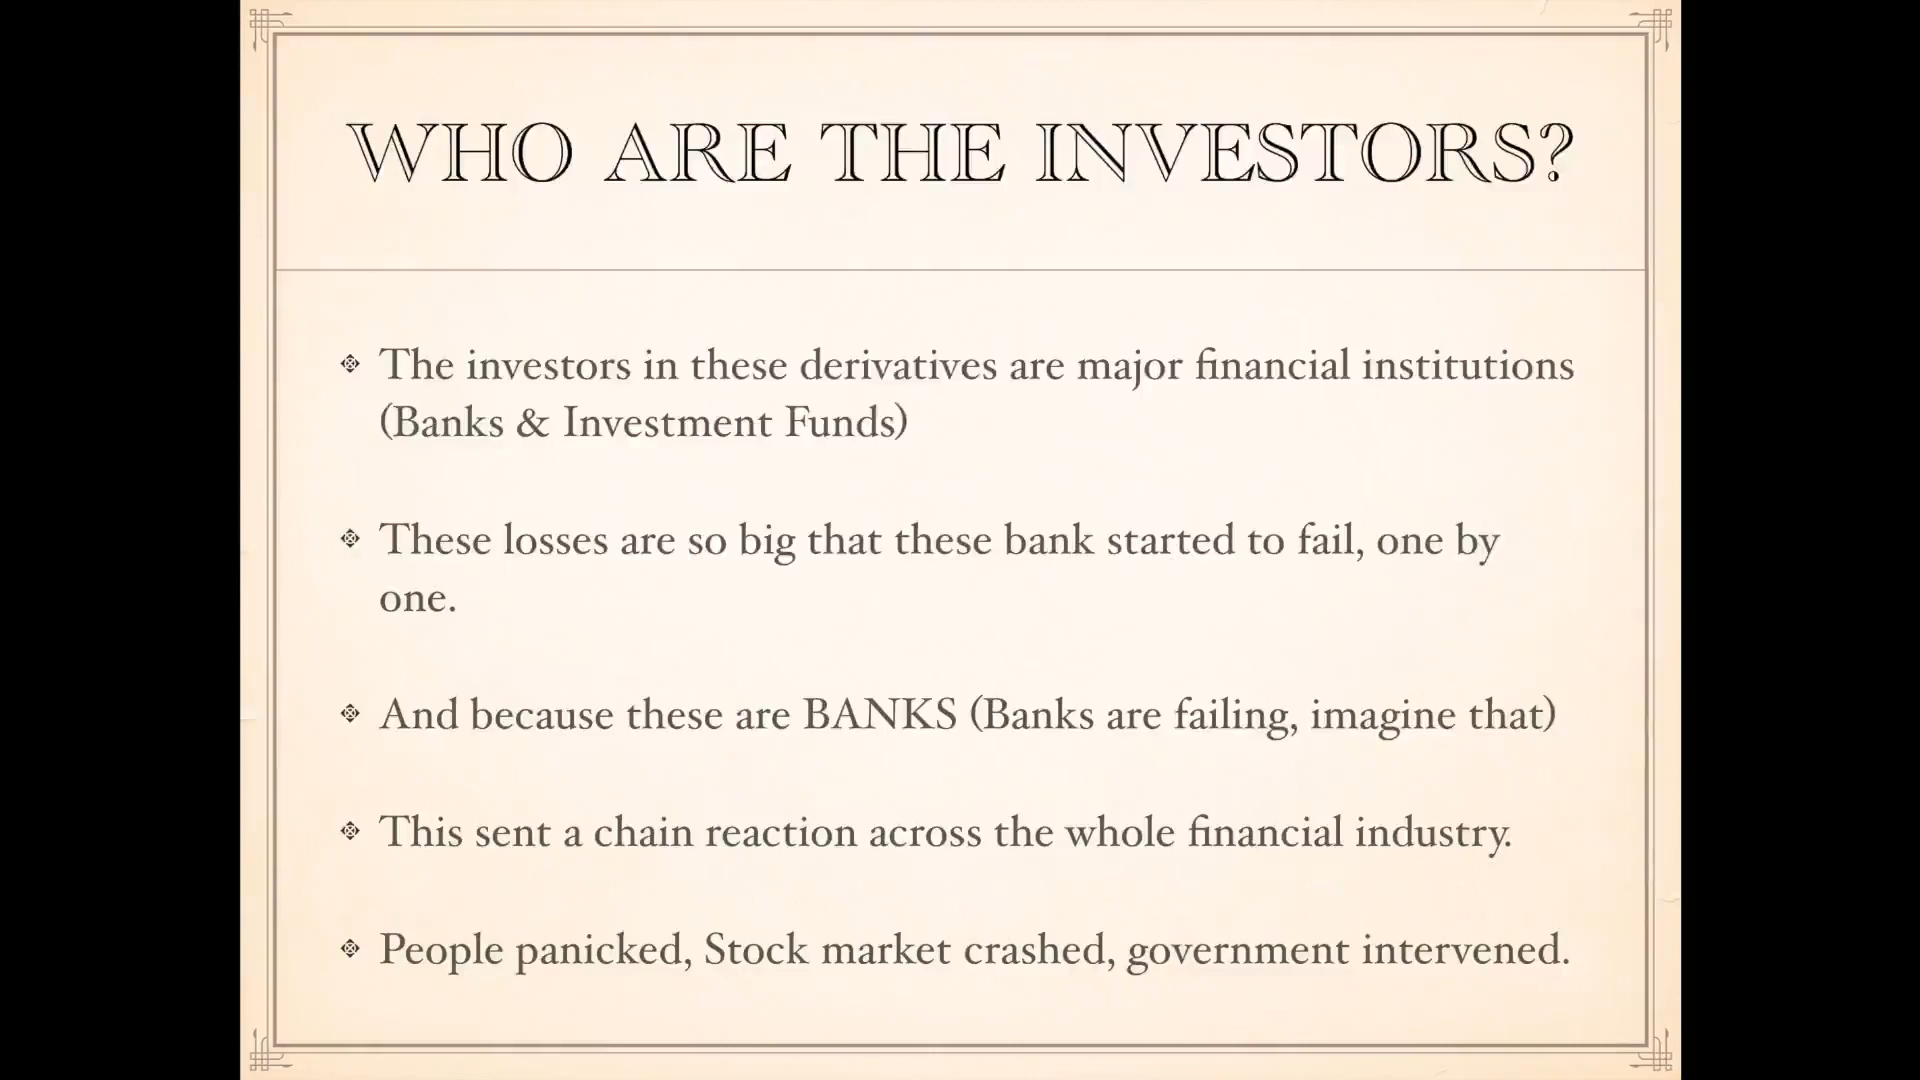 WHO ARE THE INVESTORS?
The investors in these derivatives are major financial institutions
(Banks & Investment Funds)
These losses are so big that these bank started to fail, one by
one.
And because these are BANKS (Banks are failing, imagine that)
This sent a chain reaction across the whole financial industry.
People panicked, Stock market crashed, government intervened.